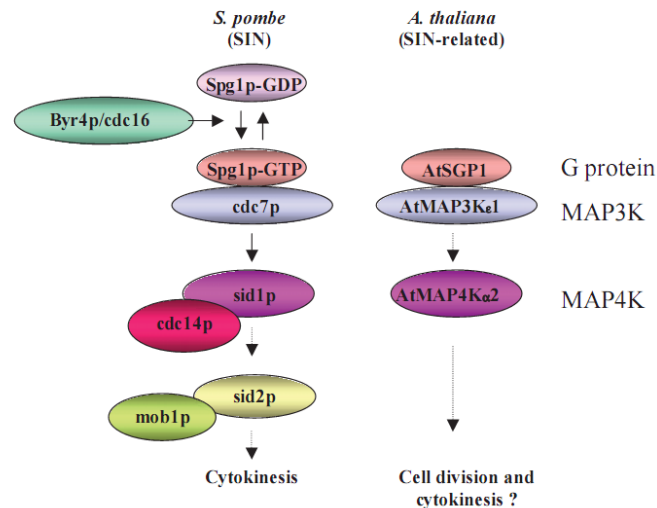 S. pombe
(SIN)
A. thaliana
(SIN-related)
Spg1p-GDP
Byr4p/cdc16
Spg1p-GTP
AtSGP1
G protein
cdc7p
AtMAP3Kε1
MAP3K
sid1p
AtMAP4Kα2
MAP4K
cdc14p
sid2p
mob1p
Cytokinesis
Cell division and
cytokinesis ?